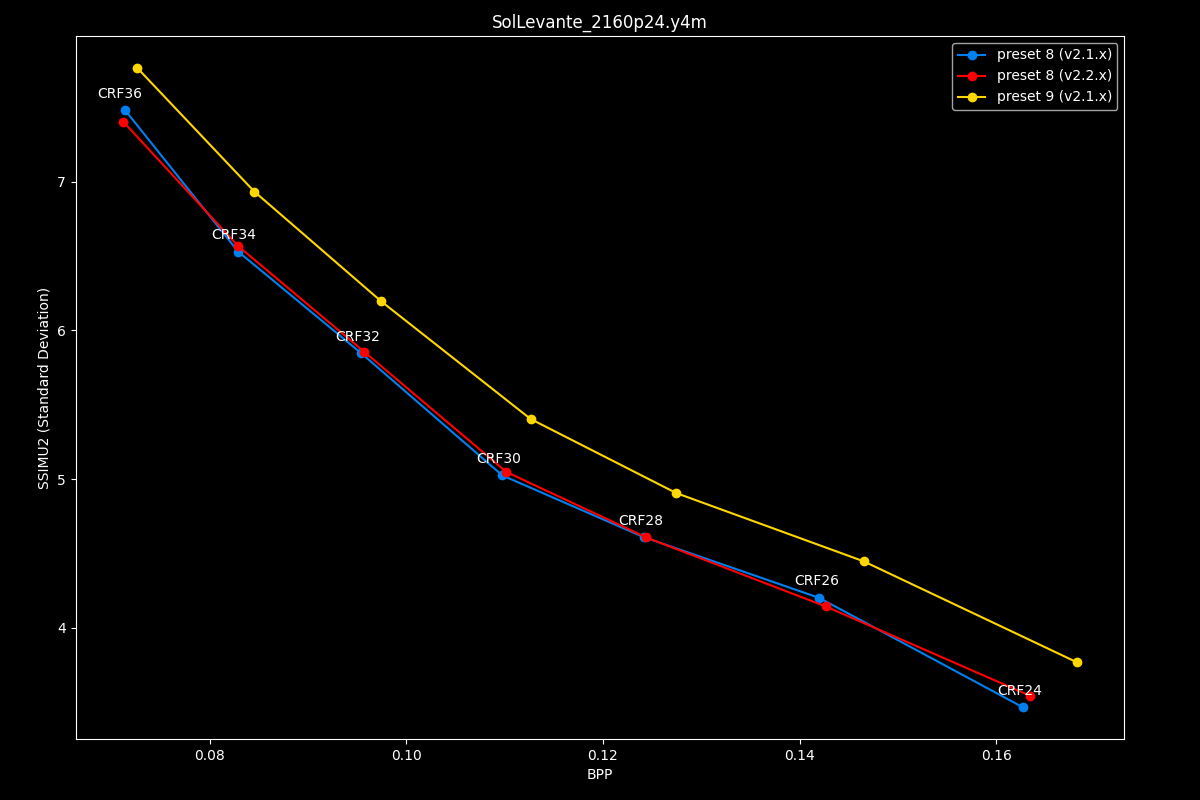 SolLevante_2160p24.y4m
preset 8 (v2.1.x)
preset 8 (v2.2.x)
preset 9 (v2.1.x)
CRF36
CRF34
CRF32
CRF30
CRF28
CRF26
CRF24
7
6
5
4
SSIMU2 (Standard Deviation)
0.08
0.10
0.12
0.14
0.16
BPP